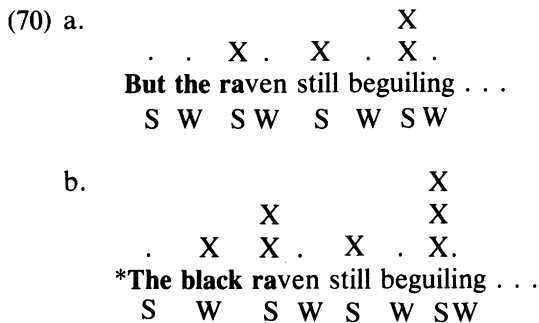 (70) a. X
. . X . X . X .
But the raven still beguiling . . .
S W S W S W S W
b. X
X X
. X X . X . X .
*The black raven still beguiling . . .
S W S W S W S W